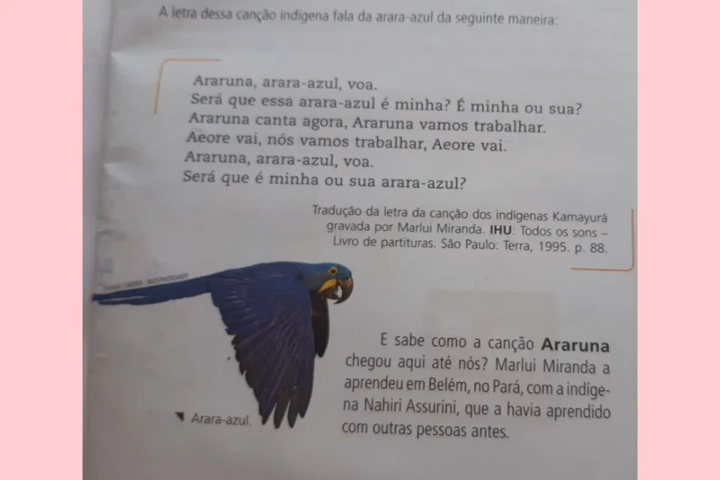 A letra dessa canção indígena fala da arara-azul da seguinte maneira:
Araruna, arara-azul, voa.
Será que essa arara-azul é minha? É minha ou sua?
Araruna canta agora, Araruna vamos trabalhar.
Aeore vai, nós vamos trabalhar, Aeore vai.
Araruna, arara-azul, voa.
Será que é minha ou sua arara-azul?
Tradução da letra da canção dos indígenas Kamayurá
gravada por Marlui Miranda. IHU: Todos os sons –
Livro de partituras. São Paulo: Terra, 1995. p. 88.
E sabe como a canção Araruna
chegou aqui até nós? Marlui Miranda a
aprendeu em Belém, no Pará, com a indíge-
na Nahiri Assurini, que a havia aprendido
com outras pessoas antes.
Arara-azul.